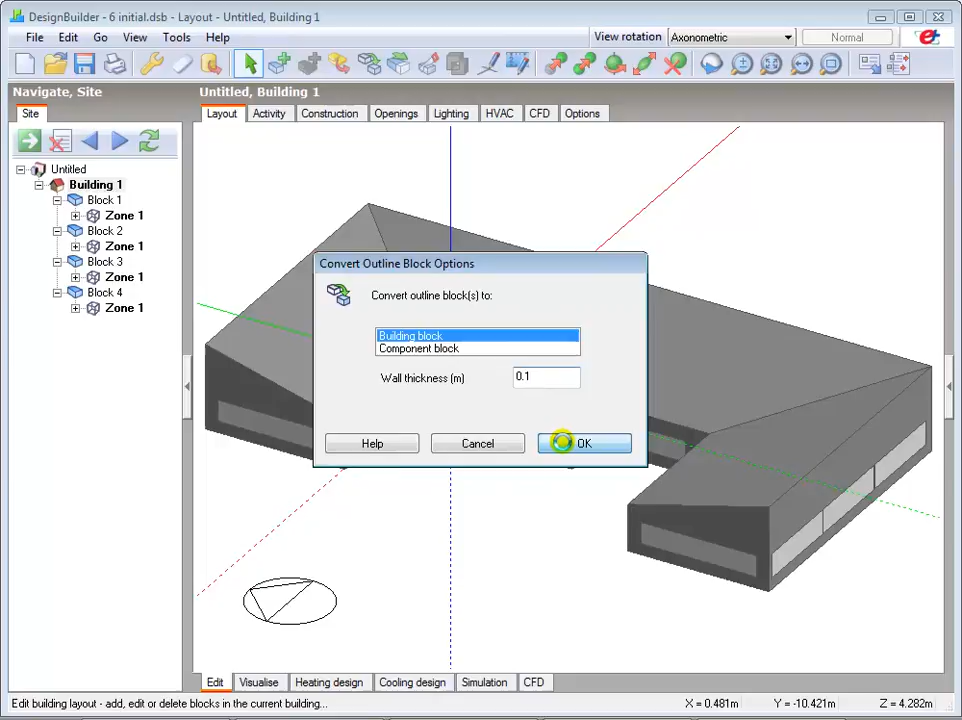 DesignBuilder - 6 initial.dsb - Layout - Untitled, Building 1
File Edit Go View Tools Help
View rotation Axonometric Normal
Navigate, Site
Untitled, Building 1
Site
Layout Activity Construction Openings Lighting HVAC CFD Options
Untitled
Building 1
Block 1
Zone 1
Block 2
Zone 1
Block 3
Zone 1
Block 4
Zone 1
Convert Outline Block Options
Convert outline block(s) to:
Building block
Component block
Wall thickness (m) 0.1
Help Cancel OK
Edit Visualise Heating design Cooling design Simulation CFD
Edit building layout - add, edit or delete blocks in the current building... X = 0.481m Y = -10.421m Z = 4.282m